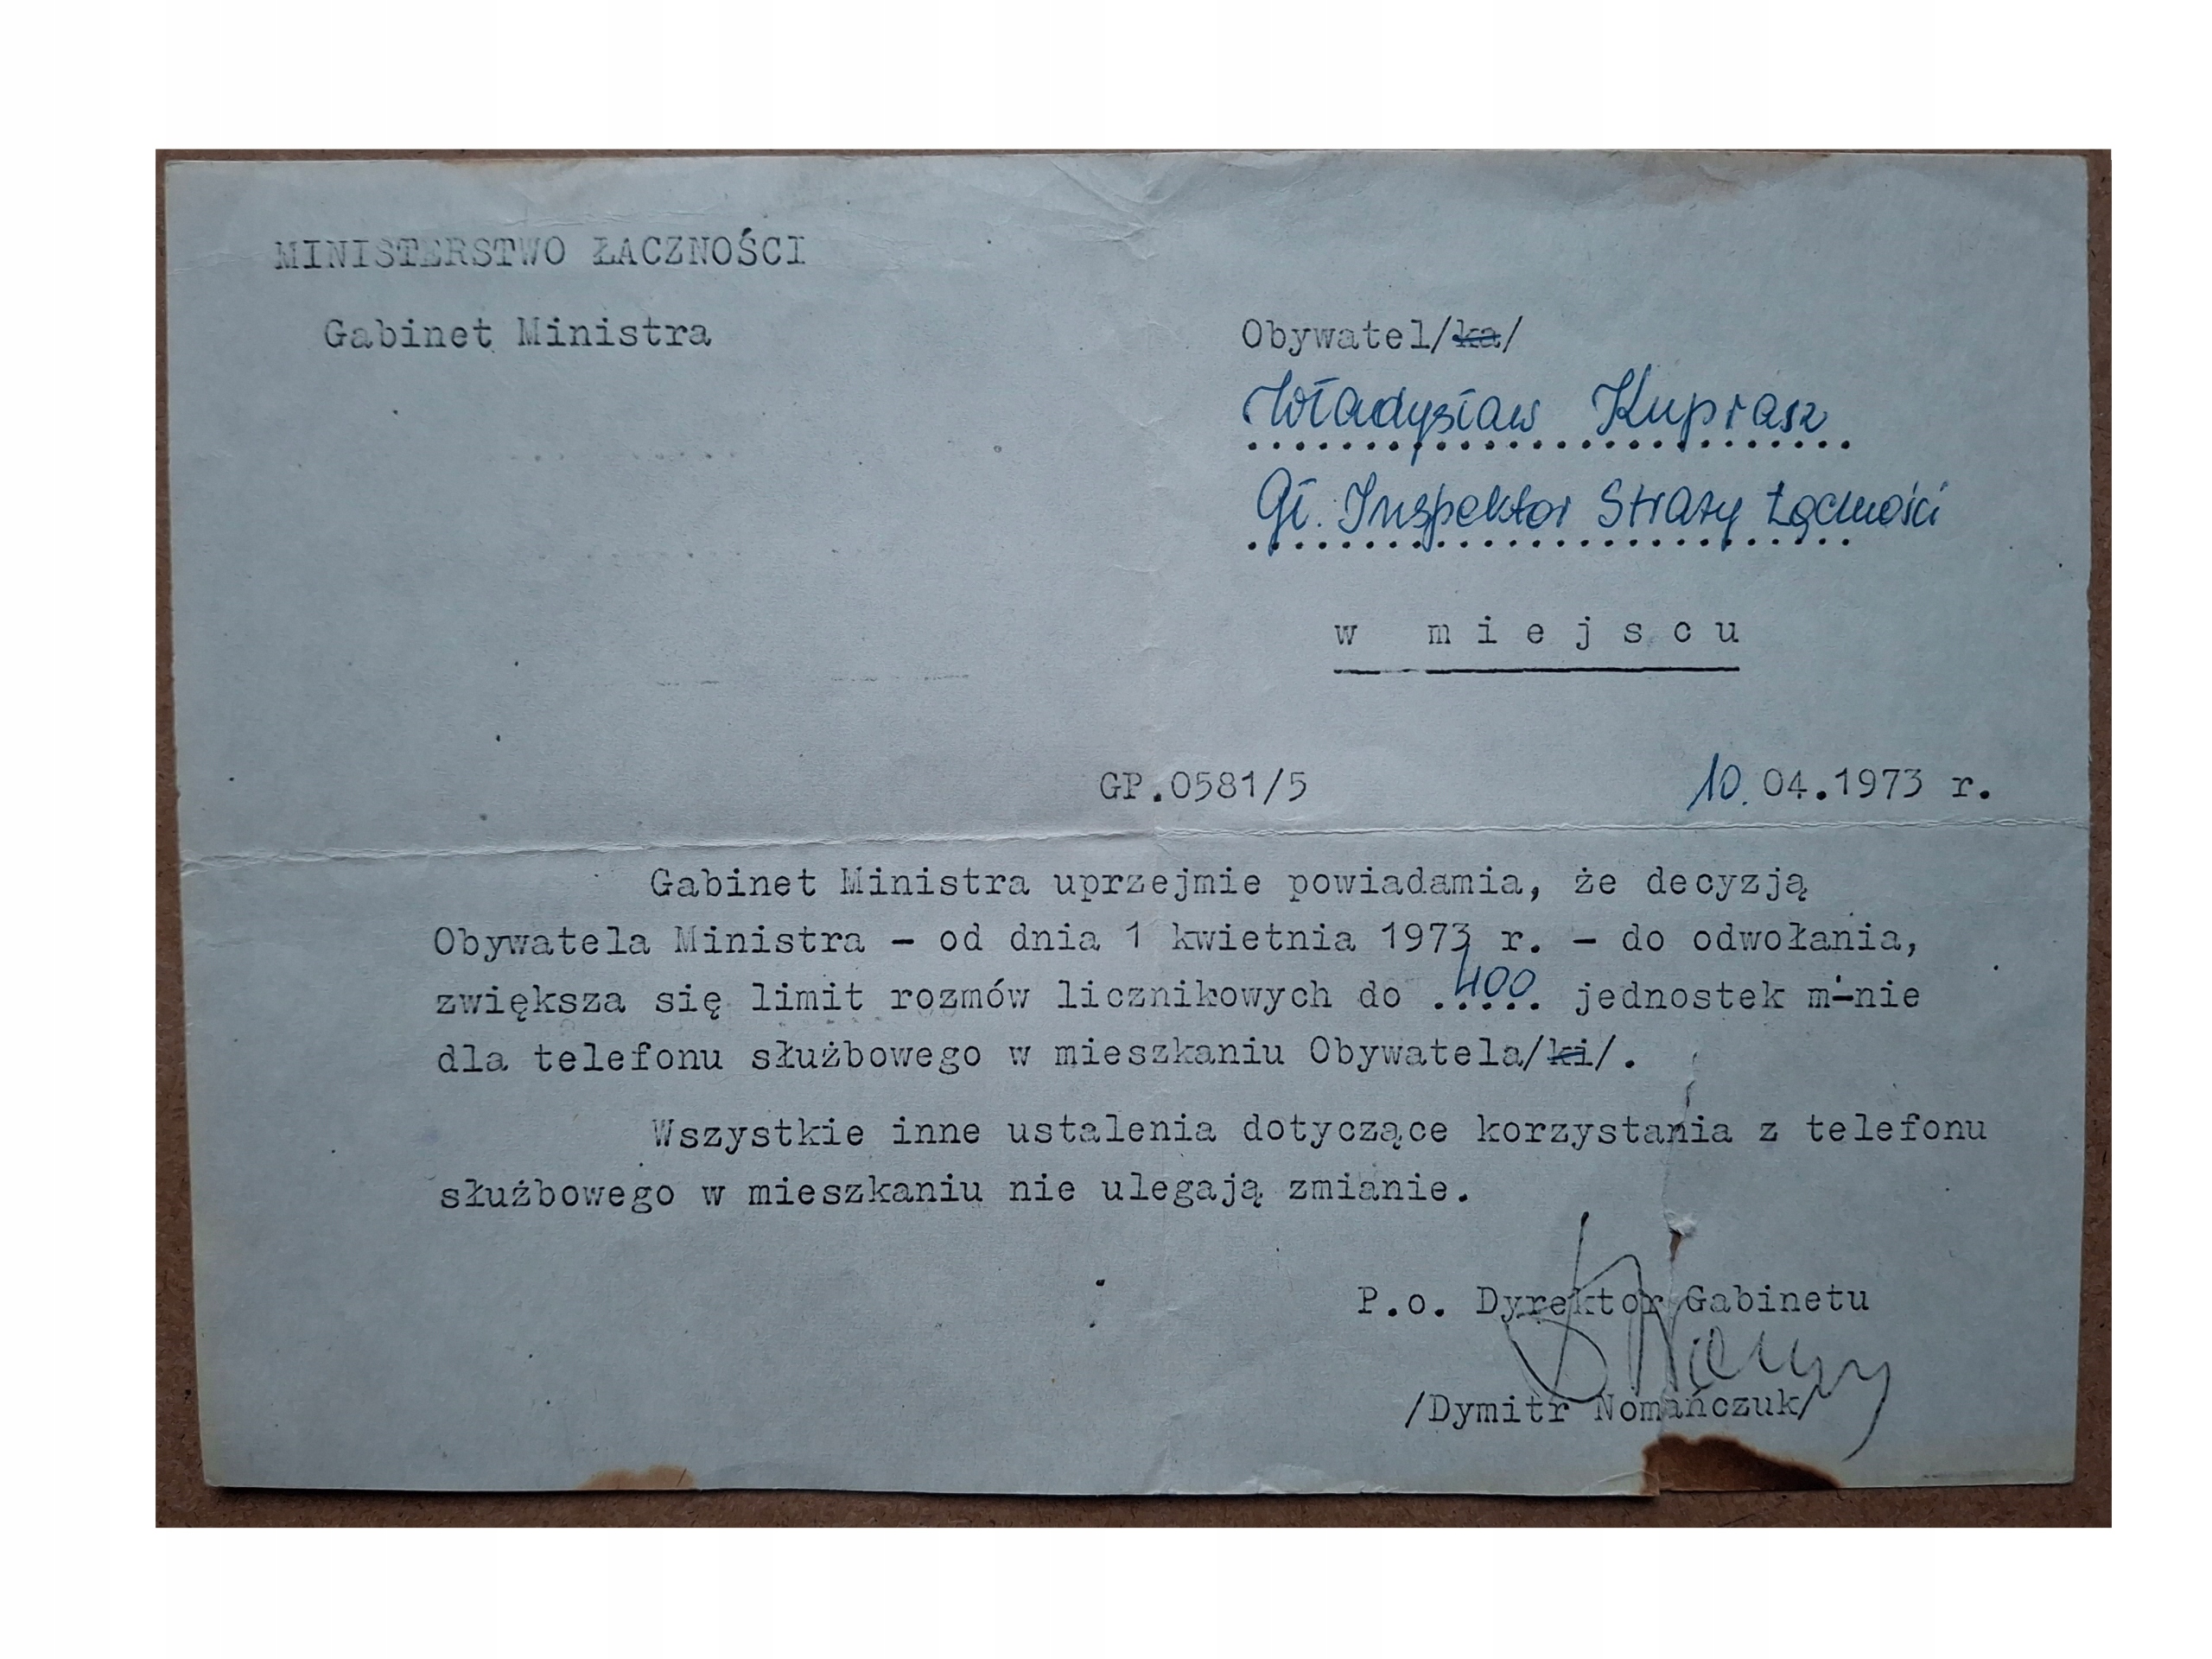 MINISTERSTWO ŁACZNOŚCI
Gabinet Ministra
Obywatel/ka/
Władysław Kuprasz
Gł. Inspektor Straży Łączności
w miejscu
GP.0581/5
10.04.1973 r.
Gabinet Ministra uprzejmie powiadamia, że decyzją
Obywatela Ministra - od dnia 1 kwietnia 1973 r. - do odwołania,
zwiększa się limit rozmów licznikowych do .400. jednostek m-nie
dla telefonu służbowego w mieszkaniu Obywatela/ki/.
Wszystkie inne ustalenia dotyczące korzystania z telefonu
służbowego w mieszkaniu nie ulegają zmianie.
P.o. Dyrektor Gabinetu
/Dymitr Nomańczuk/